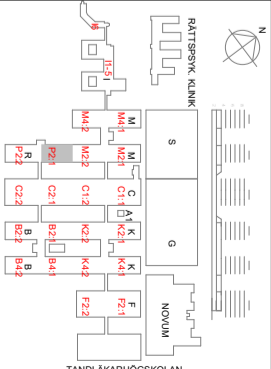 N
RÄTTSPSYK. KLINIK
I6
I1-5
S
G
NOVUM
M
M
C
A1
K
K
F
M4:1
M2:1
C1:1
K2:1
K4:1
F2:1
M4:2
M2:2
C1:2
K2:2
K4:2
F2:2
P2:1
C2:1
B2:1
B4:1
R
B
B
P2:2
C2:2
B2:2
B4:2
TANDLÄKARHÖGSKOLAN